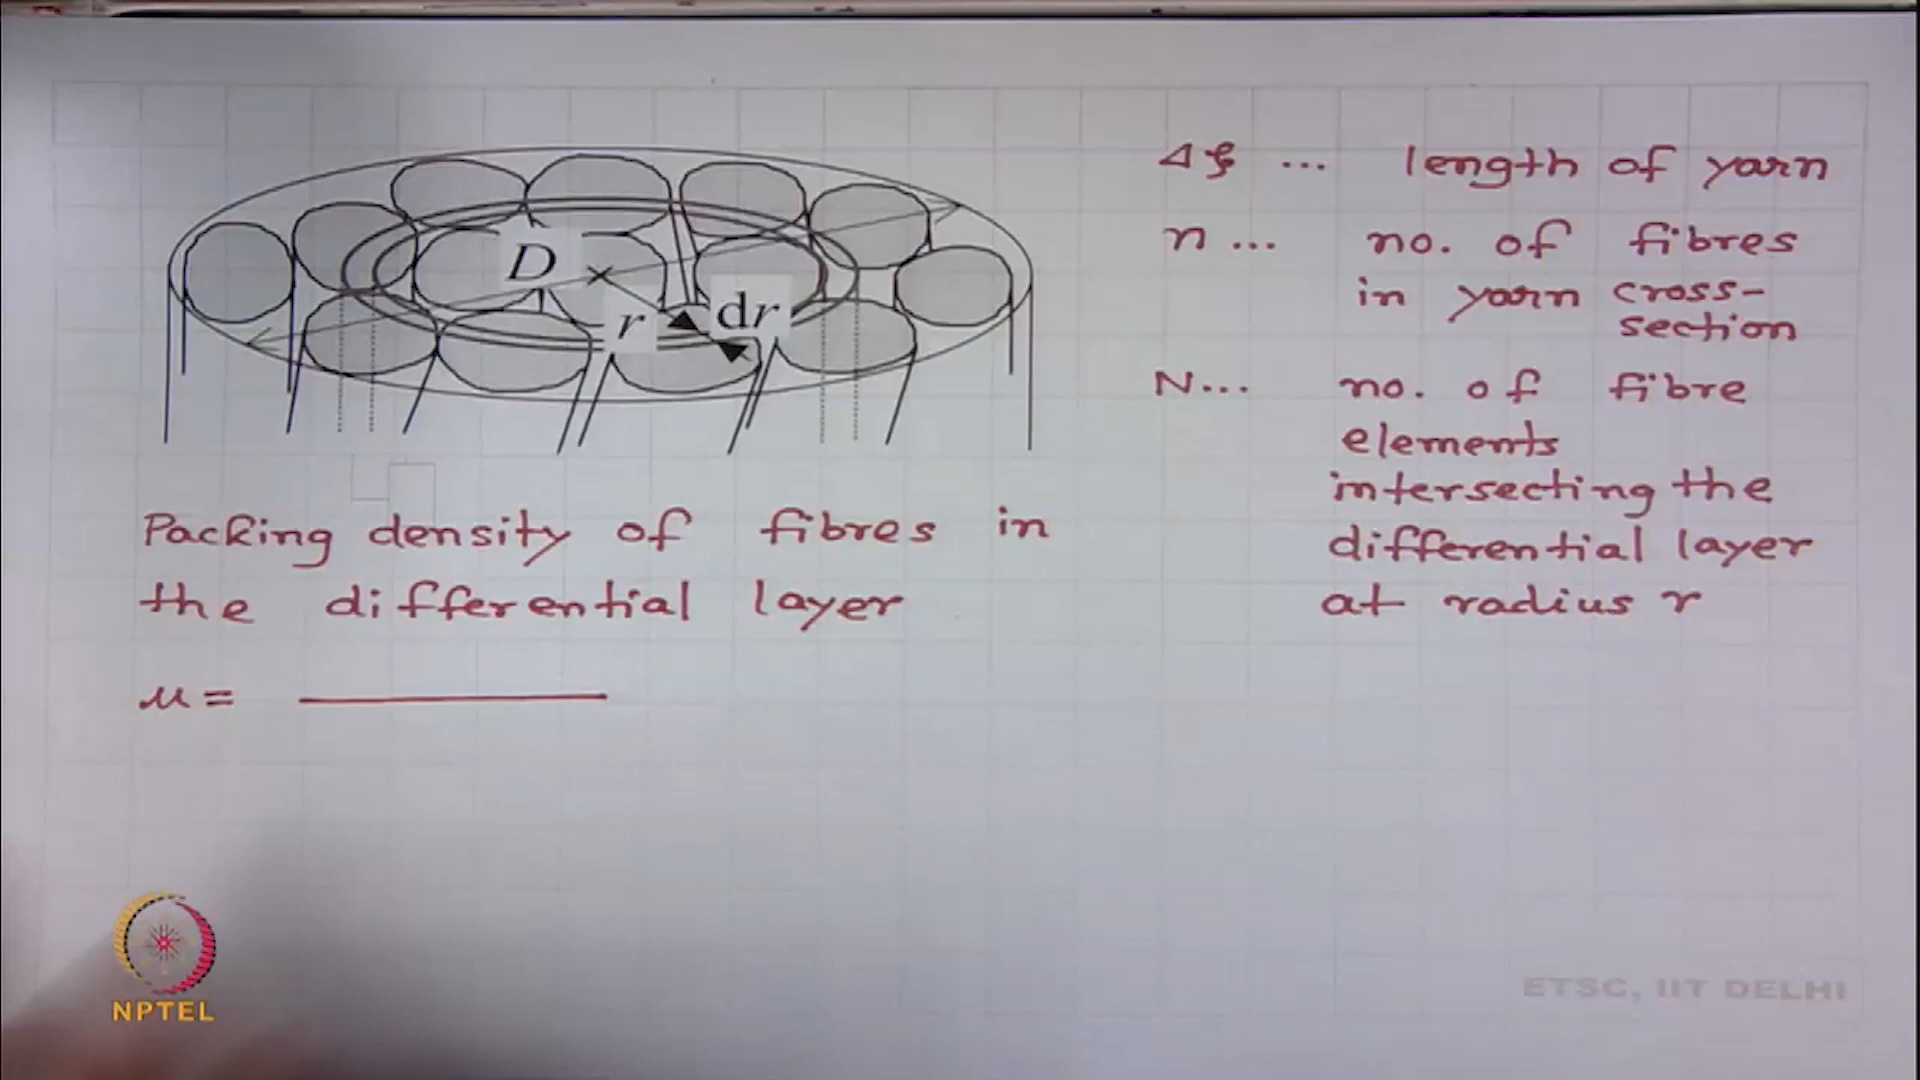 D
r
dr
Packing density of fibres in
the differential layer
μ =
Δξ ... length of yarn
n ... no. of fibres
in yarn cross-
section
N... no. of fibre
elements
intersecting the
differential layer
at radius r
NPTEL
ETSC, IIT DELHI